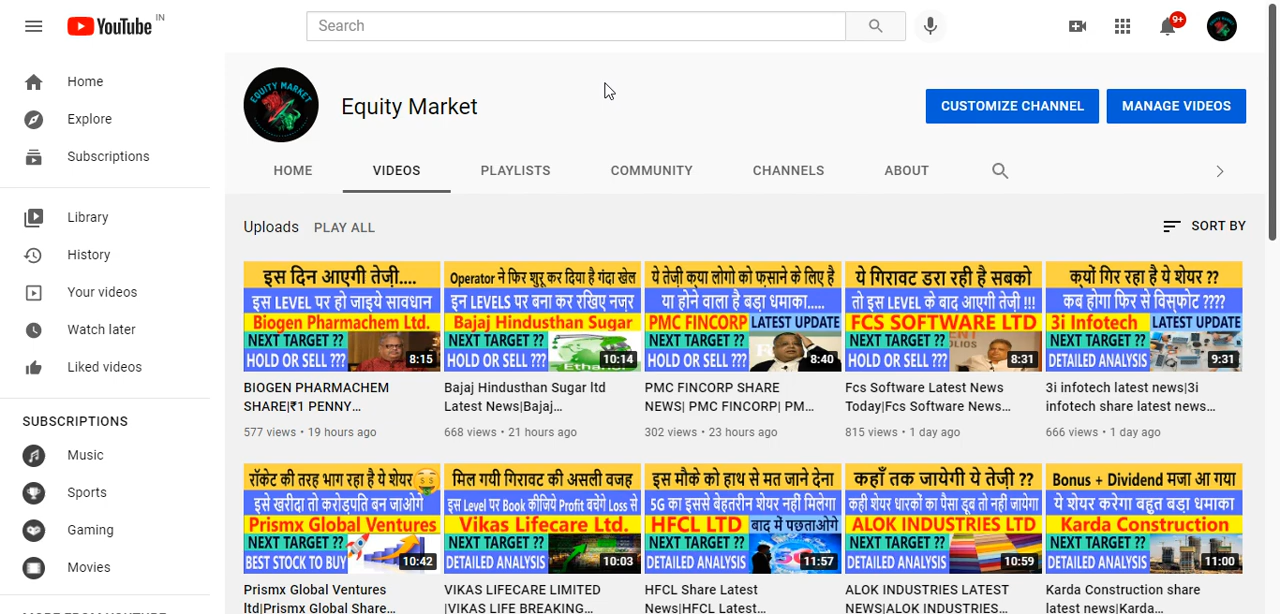 YouTube IN
Search
9+
Home
Explore
Subscriptions
Library
History
Your videos
Watch later
Liked videos
SUBSCRIPTIONS
Music
Sports
Gaming
Movies
EQUITY MARKET
Equity Market
CUSTOMIZE CHANNEL
MANAGE VIDEOS
HOME
VIDEOS
PLAYLISTS
COMMUNITY
CHANNELS
ABOUT
Uploads
PLAY ALL
SORT BY
इस दिन आएगी तेज़ी....
इस LEVEL पर हो जाइये सावधान
Biogen Pharmachem Ltd.
NEXT TARGET ??
HOLD OR SELL ???
8:15
BIOGEN PHARMACHEM
SHARE|₹1 PENNY...
577 views • 19 hours ago
Operator ने फिर शुरू कर दिया है गंदा खेल
इन LEVELS पर बना कर रखिए नज़र
Bajaj Hindusthan Sugar
NEXT TARGET ??
HOLD OR SELL ???
Ethanol
10:14
Bajaj Hindusthan Sugar ltd
Latest News|Bajaj...
668 views • 21 hours ago
ये तेज़ी क्या लोगो को फ़साने के लिए है
या होने वाला है बड़ा धमाका.....
PMC FINCORP LATEST UPDATE
NEXT TARGET ??
HOLD OR SELL ???
8:40
PMC FINCORP SHARE
NEWS| PMC FINCORP| PM...
302 views • 23 hours ago
ये गिरावट डरा रही है सबको
तो इस LEVEL के बाद आएगी तेज़ी !!!
FCS SOFTWARE LTD
NEXT TARGET ??
HOLD OR SELL ???
8:31
Fcs Software Latest News
Today|Fcs Software News...
815 views • 1 day ago
क्यों गिर रहा है ये शेयर ??
कब होगा फिर से विस्फोट ????
3i Infotech LATEST UPDATE
NEXT TARGET ??
DETAILED ANALYSIS
9:31
3i infotech latest news|3i
infotech share latest news...
666 views • 1 day ago
रॉकेट की तरह भाग रहा है ये शेयर
इसे खरीदा तो करोड़पति बन जाओगे
Prismx Global Ventures
NEXT TARGET ??
BEST STOCK TO BUY
10:42
Prismx Global Ventures
ltd|Prismx Global Share...
मिल गयी गिरावट की असली वजह
इस Level पर Book कीजिये Profit बचेंगे Loss से
Vikas Lifecare Ltd.
NEXT TARGET ??
DETAILED ANALYSIS
10:03
VIKAS LIFECARE LIMITED
|VIKAS LIFE BREAKING...
इस मौके को हाथ से मत जाने देना
5G का इससे बेहतरीन शेयर नहीं मिलेगा
HFCL LTD बाद में पछताओगे
NEXT TARGET ??
DETAILED ANALYSIS
11:57
HFCL Share Latest
News|HFCL Latest...
कहाँ तक जायेगी ये तेज़ी ??
कही शेयर धारकों का पैसा डूब तो नहीं जायेगा
ALOK INDUSTRIES LTD
NEXT TARGET ??
DETAILED ANALYSIS
10:59
ALOK INDUSTRIES LATEST
NEWS|ALOK INDUSTRIES...
Bonus + Dividend मजा आ गया
ये शेयर करेगा बहुत बड़ा धमाका
Karda Construction
NEXT TARGET ??
DETAILED ANALYSIS
11:00
Karda Construction share
latest news|Karda...